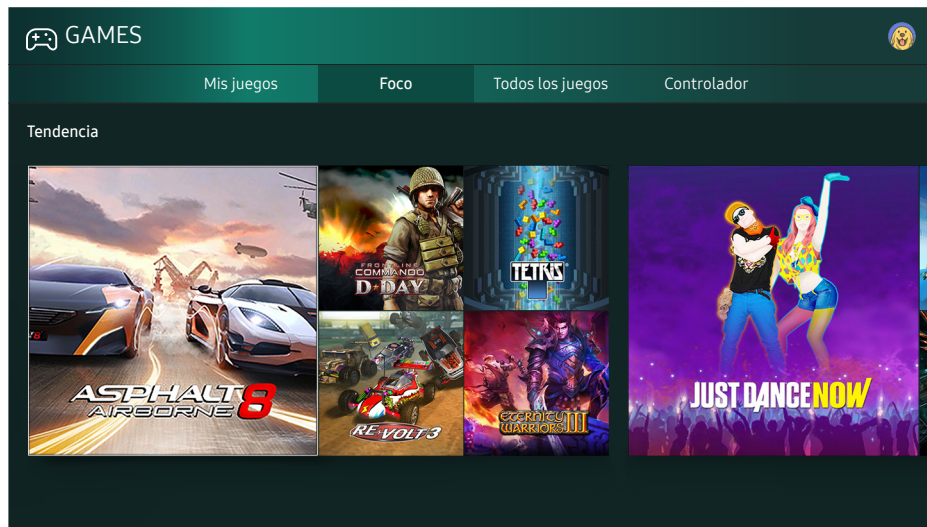 GAMES
Mis juegos
Foco
Todos los juegos
Controlador
Tendencia
ASPHALT 8
AIRBORNE
FRONTLINE
COMMANDO
D★DAY
TETRIS
RE•VOLT 3
ETERNITY
WARRIORS III
JUST DANCE NOW